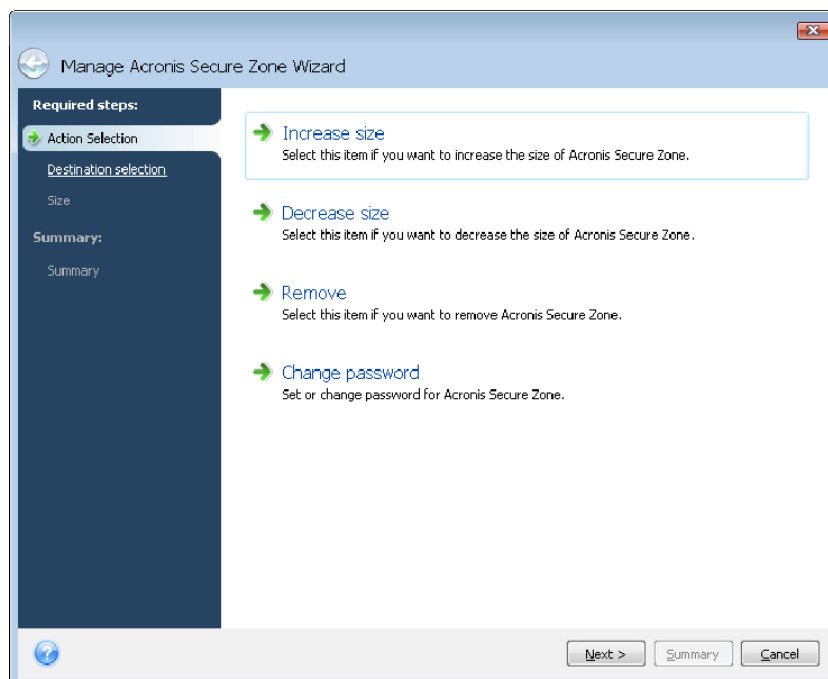 Manage Acronis Secure Zone Wizard
Required steps:
Action Selection
Destination selection
Size
Summary:
Summary
Increase size
Select this item if you want to increase the size of Acronis Secure Zone.
Decrease size
Select this item if you want to decrease the size of Acronis Secure Zone.
Remove
Select this item if you want to remove Acronis Secure Zone.
Change password
Set or change password for Acronis Secure Zone.
Next >
Summary
Cancel